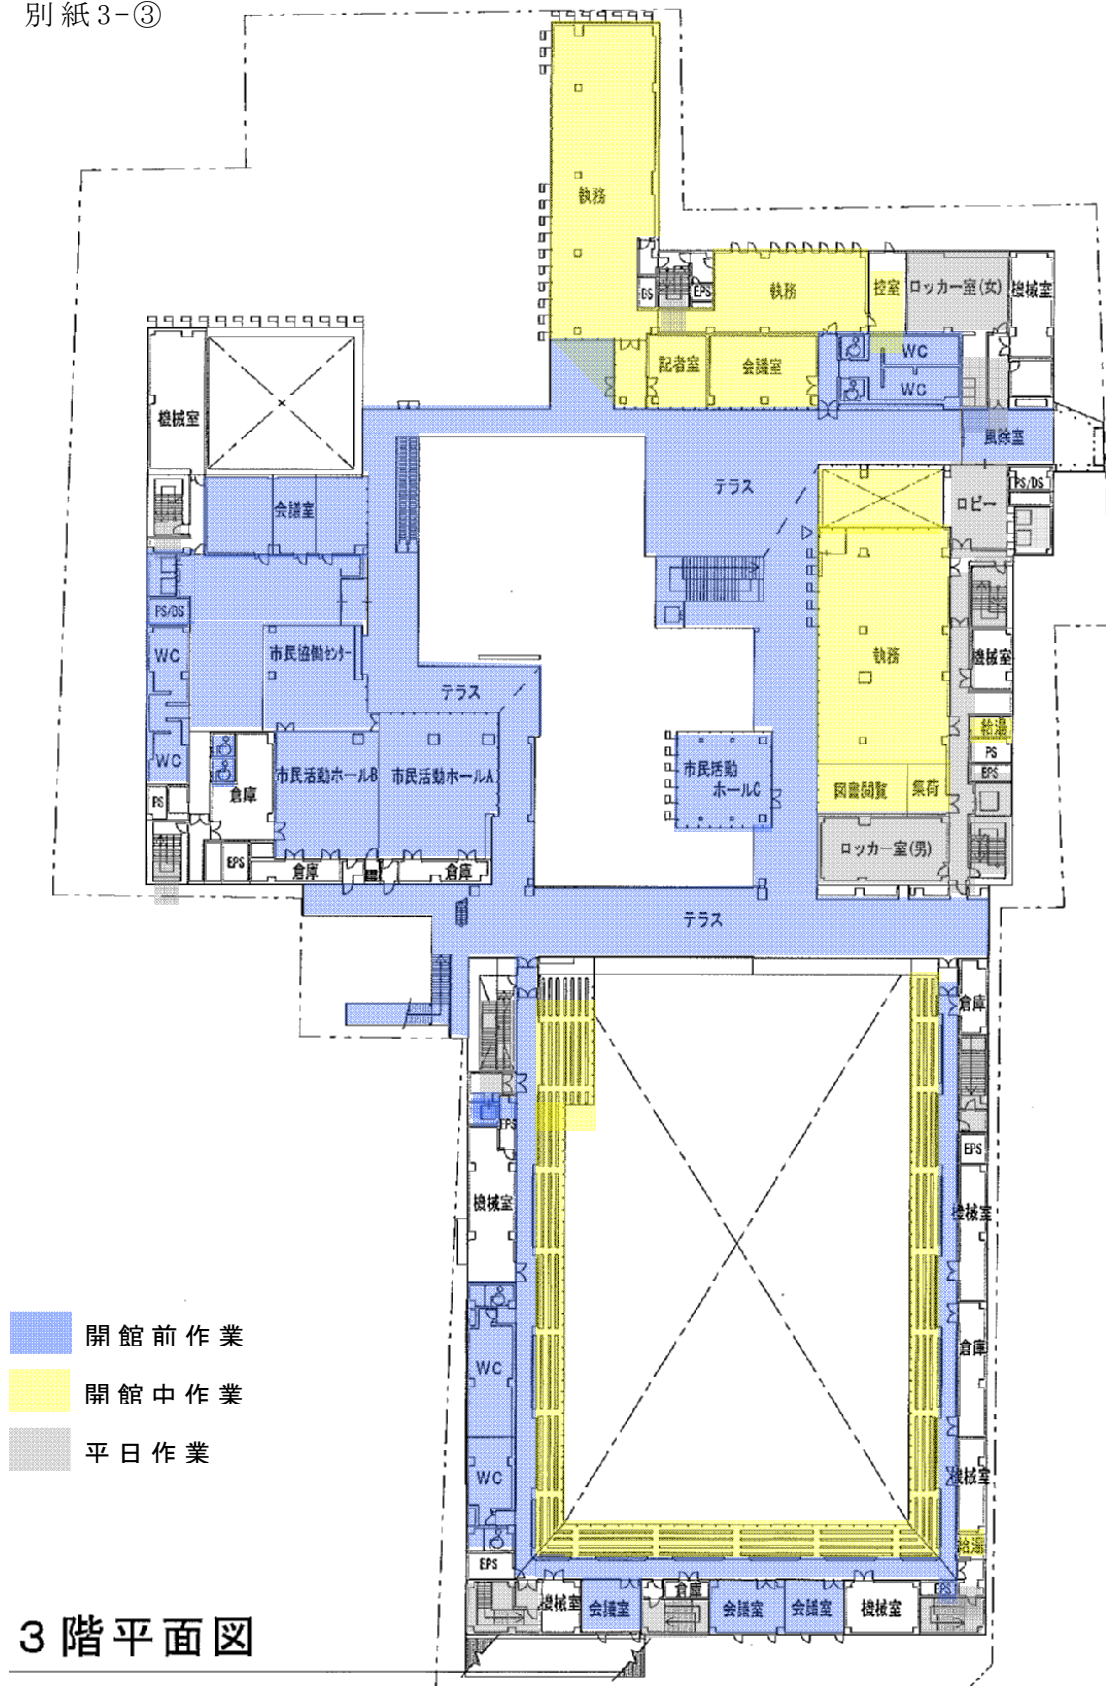 別紙3-③
執務
DS
EPS
執務
控室
ロッカー室(女)
機械室
記者室
会議室
WC
WC
風除室
機械室
会議室
テラス
ロビー
PS/DS
PS/DS
WC
市民協働センター
テラス
執務
機械室
給湯
PS
EPS
WC
市民活動ホールB
市民活動ホールA
市民活動
ホールC
図書閲覧
集荷
PS
倉庫
EPS
倉庫
倉庫
ロッカー室(男)
テラス
倉庫
EPS
EPS
機械室
機械室
倉庫
WC
WC
機械室
給湯
EPS
EPS
機械室
会議室
倉庫
会議室
会議室
機械室
開館前作業
開館中作業
平日作業
3階平面図